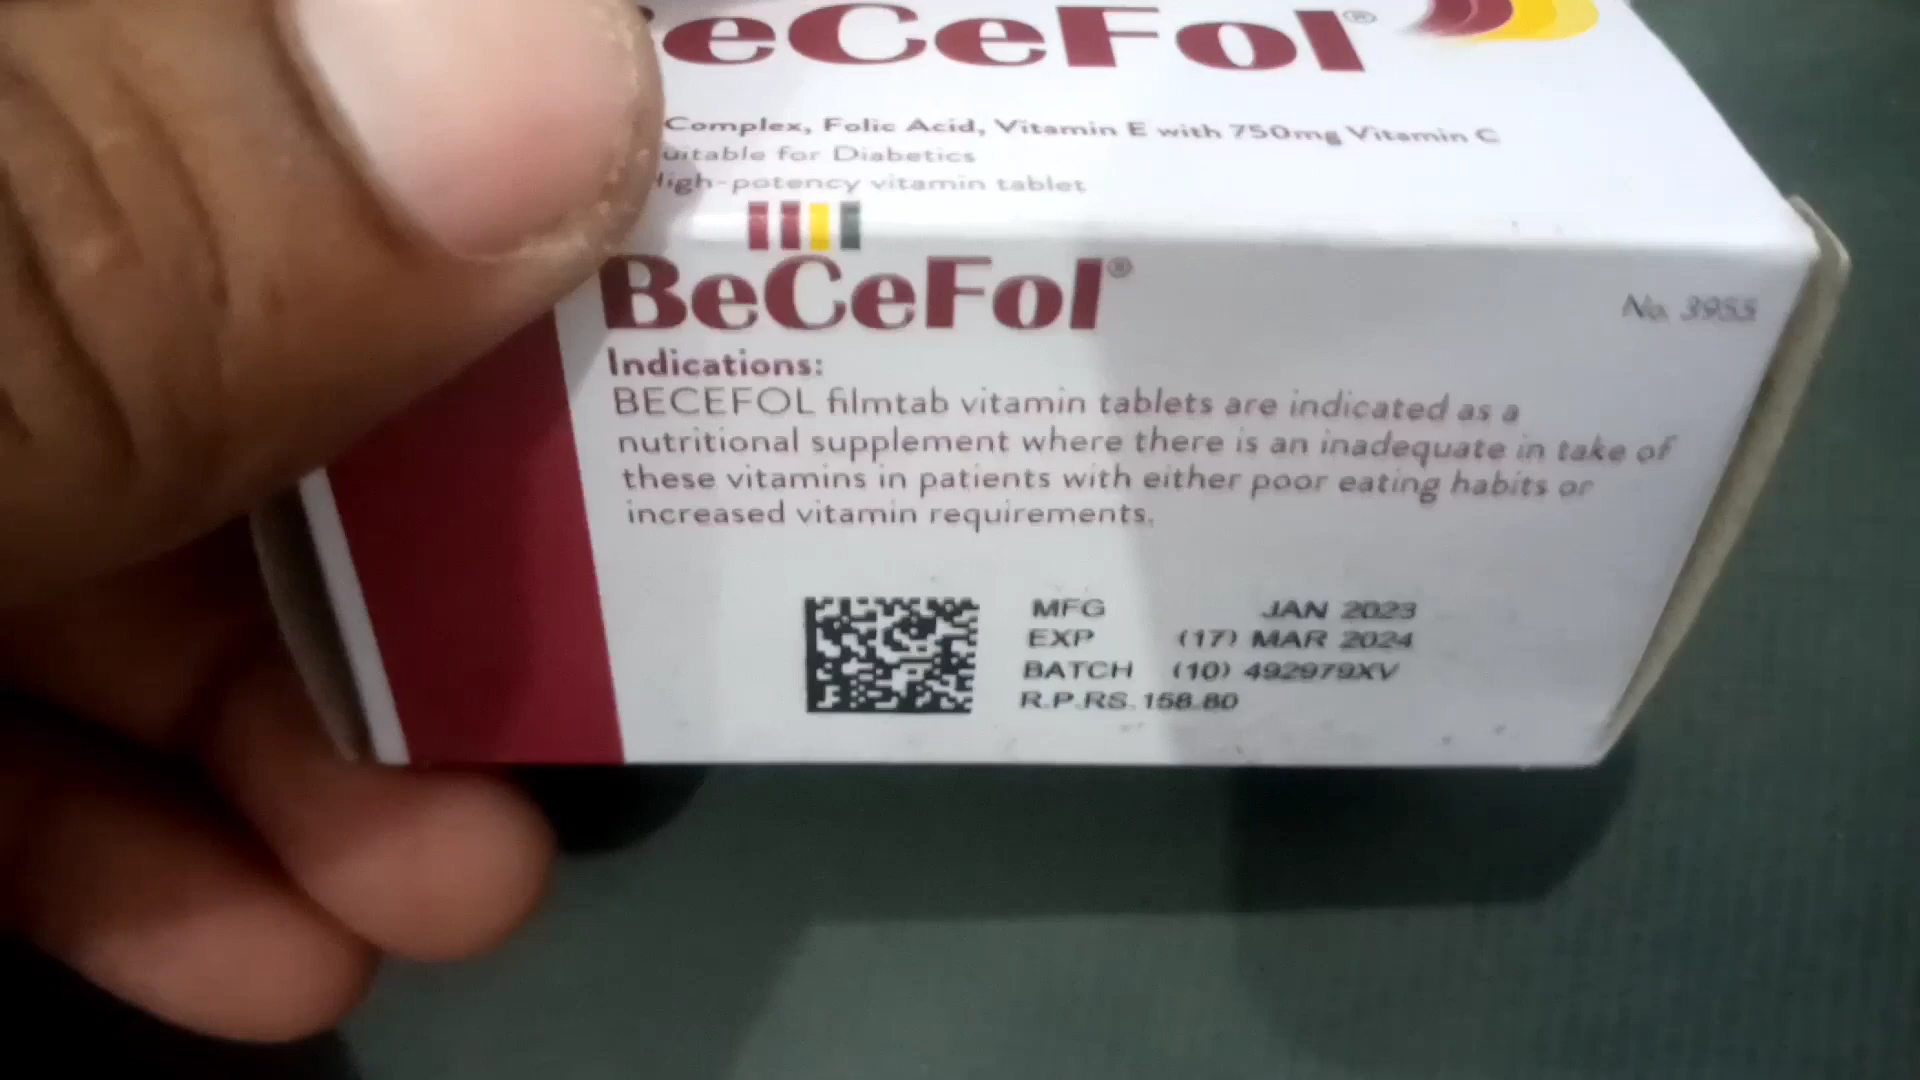 eCeFol®
Complex, Folic Acid, Vitamin E with 750mg Vitamin C
uitable for Diabetics
High-potency vitamin tablet
BeCeFol®
No. 3955
Indications:
BECEFOL filmtab vitamin tablets are indicated as a
nutritional supplement where there is an inadequate in take of
these vitamins in patients with either poor eating habits or
increased vitamin requirements.
MFG JAN 2023
EXP (17) MAR 2024
BATCH (10) 492979XV
R.P.RS. 158.80